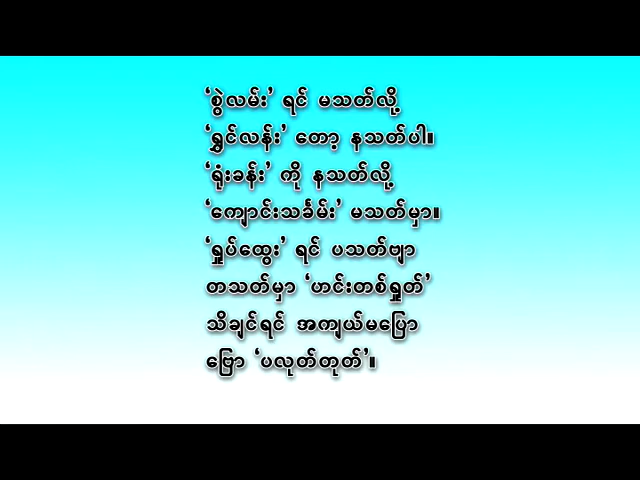 ‘စွဲလမ်း’ ရင် မသတ်လို့
‘ရွှင်လန်း’ တော့ နသတ်ပါ။
‘ရုံးခန်း’ ကို နသတ်လို့
‘ကျောင်းသင်္ခမ်း’ မသတ်မှာ။
‘ရှုပ်ထွေး’ ရင် ပသတ်ဗျာ
တသတ်မှာ ‘ဟင်းတစ်ရှုတ်’
သိချင်ရင် အကျယ်မပြော
ဗြော ‘ပလုတ်တုတ်’။